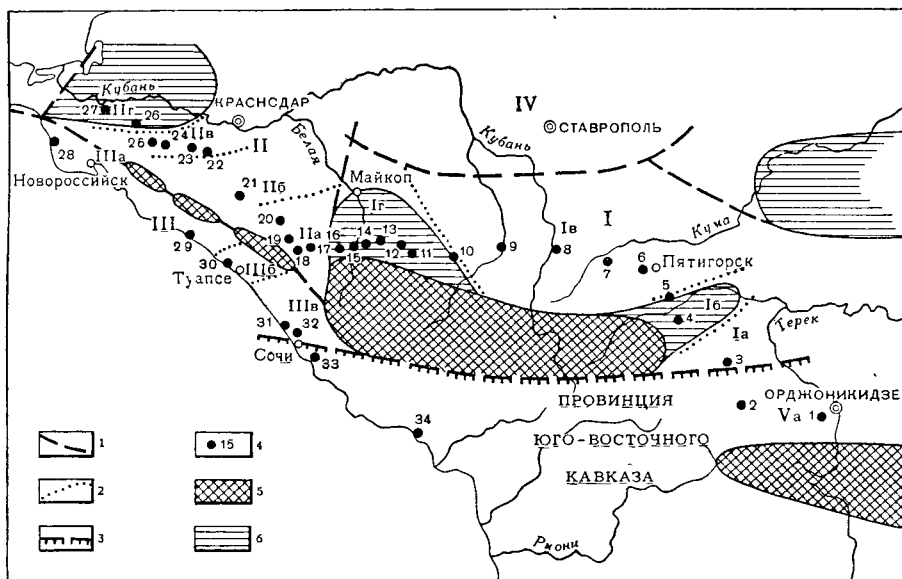 Кубань
27 IIг 26
КРАСНСДАР
IV
СТАВРОПОЛЬ
25 24 IIв
23 22
II
28
IIIа
Новороссийск
Белая
Кубань
21 IIб
Майкоп
Iг
I
Кума
20
19 IIа 16 14 13
18 17 15 12 11
10
9
Iв
8
III
29
7
6 Пятигорск
30
Туапсе
IIIб
5
Iб
4
IIIв
Iа
Терек
31 32
Сочи
33
3
ПРОВИНЦИЯ
2
ОРДЖОНИКИДЗЕ
Vа 1
34
ЮГО-ВОСТОЧНОГО
КАВКАЗА
Риони
1
15 4
2
5
3
6